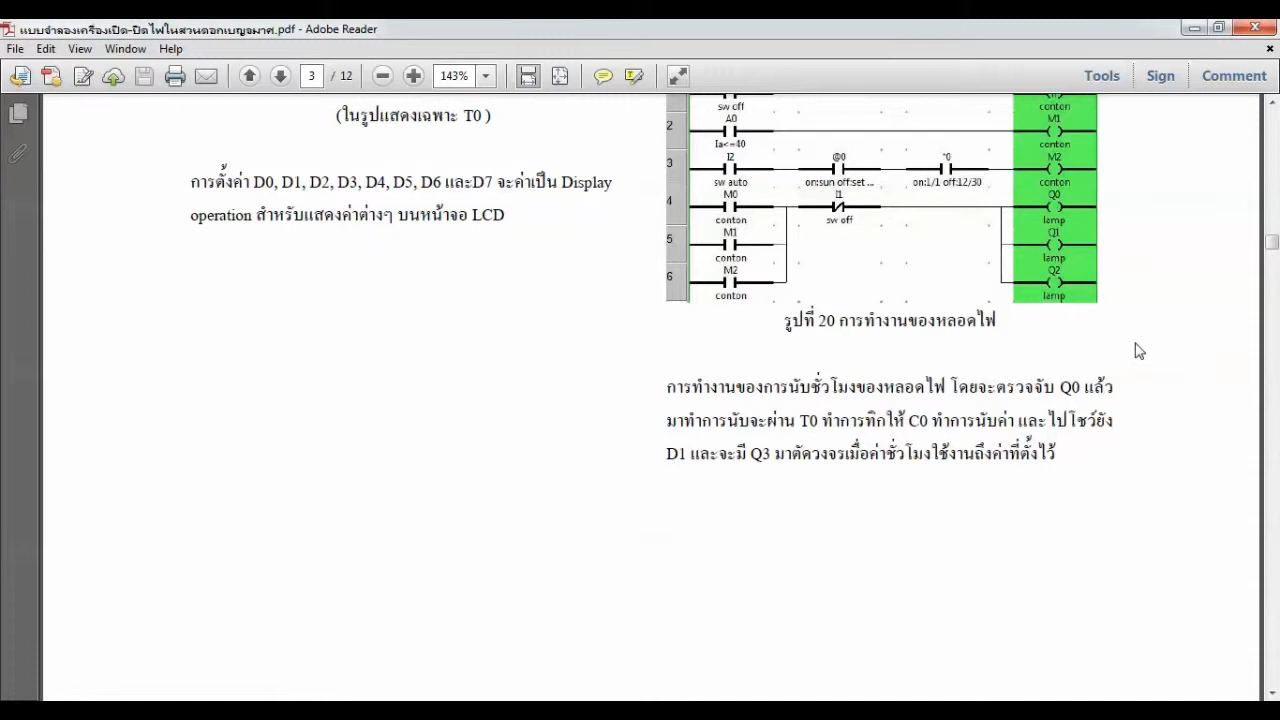 แบบจำลองเครื่องเปิด-ปิดไฟในสวนดอกเบญจมาศ.pdf - Adobe Reader
File Edit View Window Help
3 / 12 143% Tools Sign Comment
(ในรูปแสดงเฉพาะ T0 )
การตั้งค่า D0, D1, D2, D3, D4, D5, D6 และD7 จะค่าเป็น Display
operation สำหรับแสดงค่าต่างๆ บนหน้าจอ LCD
sw off conton
2 A0 M1
Ia<=40 conton
3 I2 @0 *0 M2
sw auto on:sun off:set ... on:1/1 off:12/30 conton
4 M0 I1 Q0
conton sw off lamp
5 M1 Q1
conton lamp
6 M2 Q2
conton lamp
รูปที่ 20 การทำงานของหลอดไฟ
การทำงานของการนับชั่วโมงของหลอดไฟ โดยจะตรวจจับ Q0 แล้ว
มาทำการนับจะผ่าน T0 ทำการทิกให้ C0 ทำการนับค่า และ ไปโชว์ยัง
D1 และจะมี Q3 มาตัดวงจรเมื่อค่าชั่วโมงใช้งานถึงค่าที่ตั้งไว้